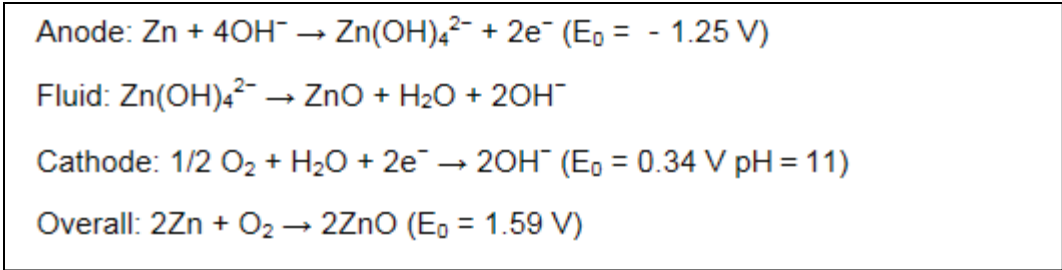 Anode: Zn + 4OH⁻ → Zn(OH)₄²⁻ + 2e⁻ (E₀ = - 1.25 V)
Fluid: Zn(OH)₄²⁻ → ZnO + H₂O + 2OH⁻
Cathode: 1/2 O₂ + H₂O + 2e⁻ → 2OH⁻ (E₀ = 0.34 V pH = 11)
Overall: 2Zn + O₂ → 2ZnO (E₀ = 1.59 V)